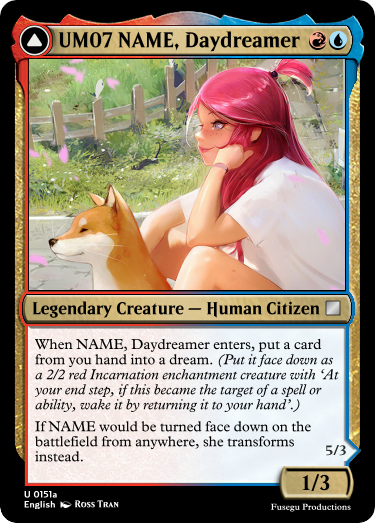 UM07 NAME, Daydreamer
Legendary Creature — Human Citizen
When NAME, Daydreamer enters, put a card
from you hand into a dream. (Put it face down as
a 2/2 red Incarnation enchantment creature with ‘At
your end step, if this became the target of a spell or
ability, wake it by returning it to your hand’.)
If NAME would be turned face down on the
battlefield from anywhere, she transforms
instead.
5/3
1/3
U 0151a
English Ross Tran
Fusegu Productions